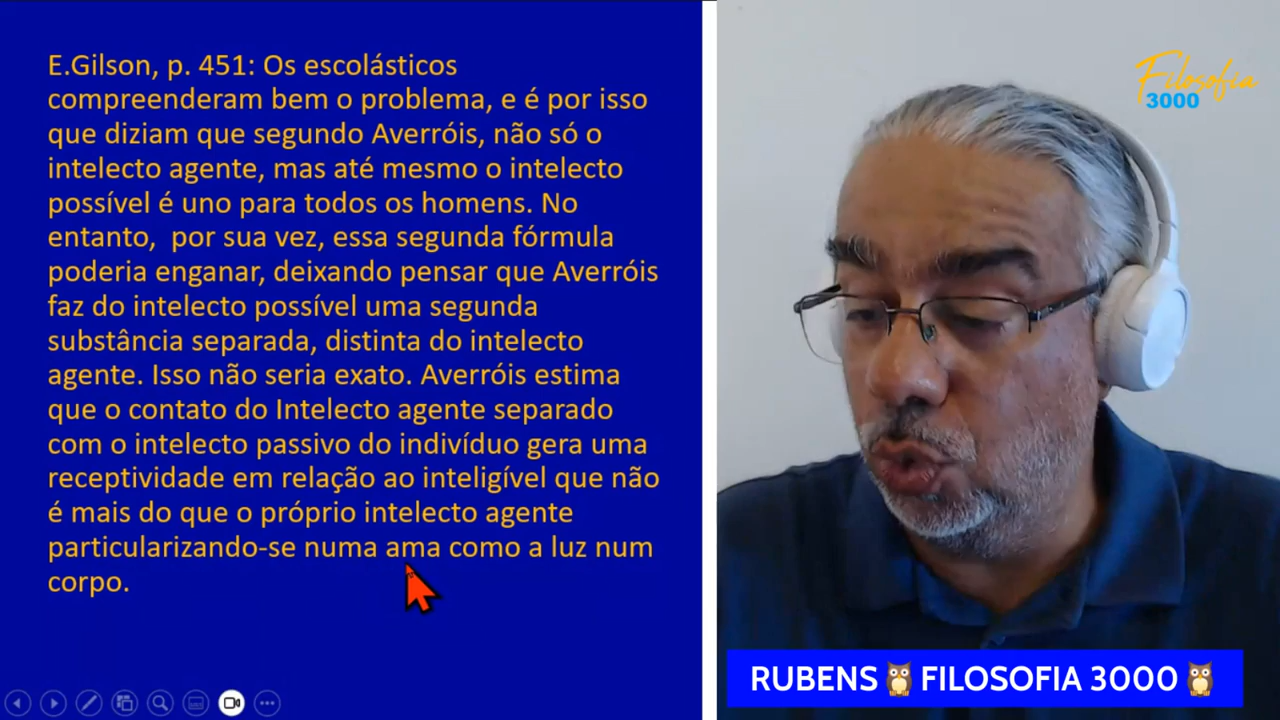 E.Gilson, p. 451: Os escolásticos
compreenderam bem o problema, e é por isso
que diziam que segundo Averróis, não só o
intelecto agente, mas até mesmo o intelecto
possível é uno para todos os homens. No
entanto,  por sua vez, essa segunda fórmula
poderia enganar, deixando pensar que Averróis
faz do intelecto possível uma segunda
substância separada, distinta do intelecto
agente. Isso não seria exato. Averróis estima
que o contato do Intelecto agente separado
com o intelecto passivo do indivíduo gera uma
receptividade em relação ao inteligível que não
é mais do que o próprio intelecto agente
particularizando-se numa ama como a luz num
corpo.
Filosofia
3000
RUBENS🦉FILOSOFIA 3000🦉